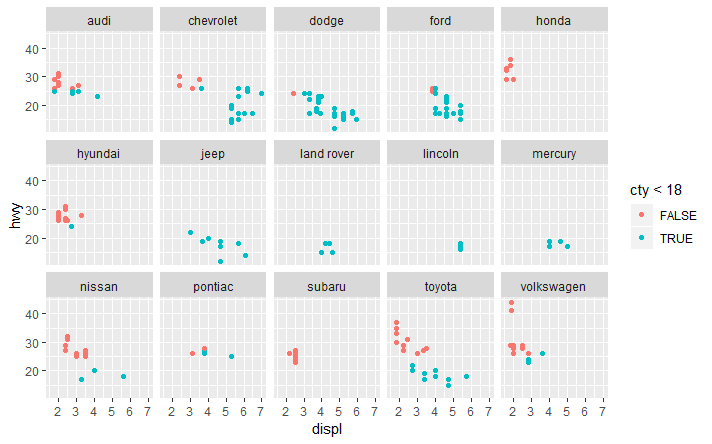 audi chevrolet dodge ford honda
40
30
20
hyundai jeep land rover lincoln mercury
40
30
20
hwy
cty < 18
FALSE
TRUE
nissan pontiac subaru toyota volkswagen
40
30
20
2 3 4 5 6 7 2 3 4 5 6 7 2 3 4 5 6 7 2 3 4 5 6 7 2 3 4 5 6 7
displ